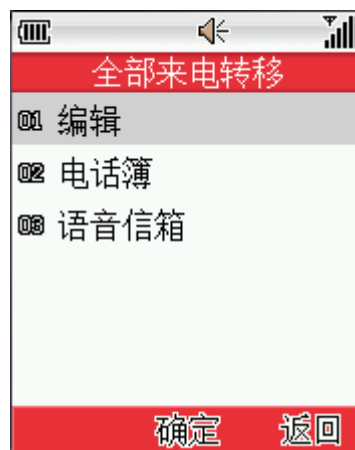 全部来电转移
01 编辑
02 电话簿
03 语音信箱
确定 返回